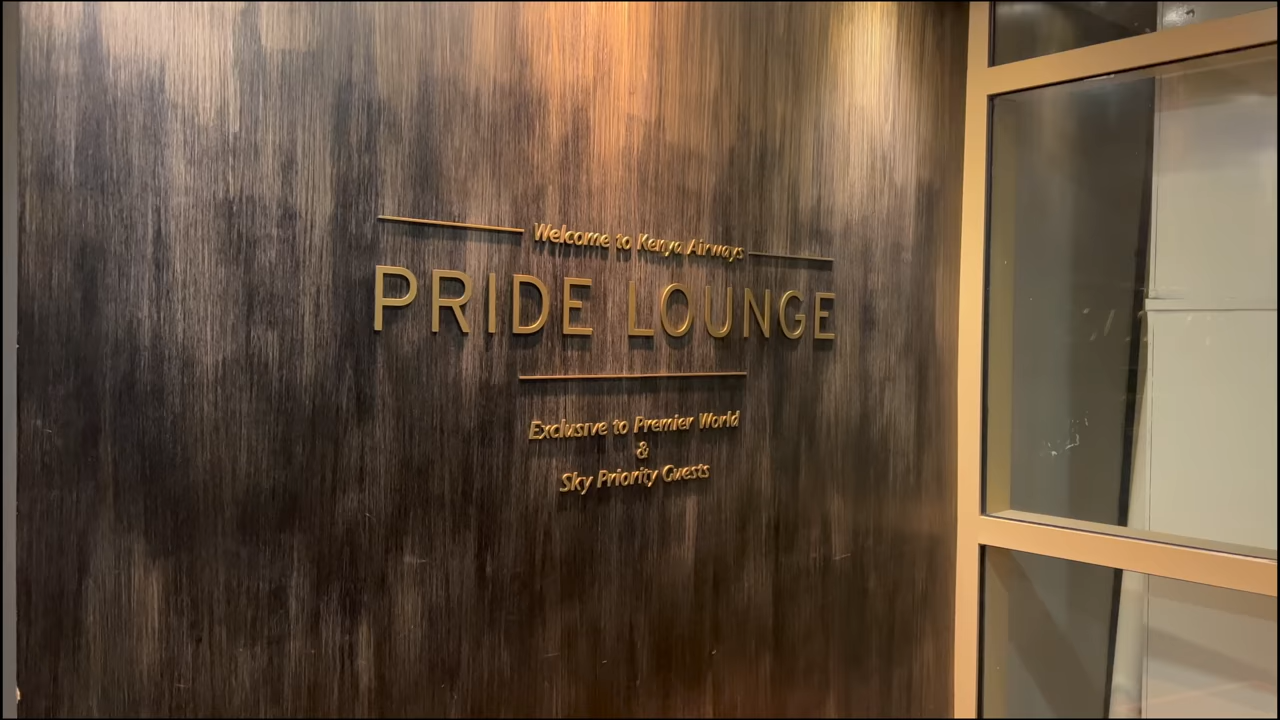 Welcome to Kenya Airways
PRIDE LOUNGE
Exclusive to Premier World
&
Sky Priority Guests